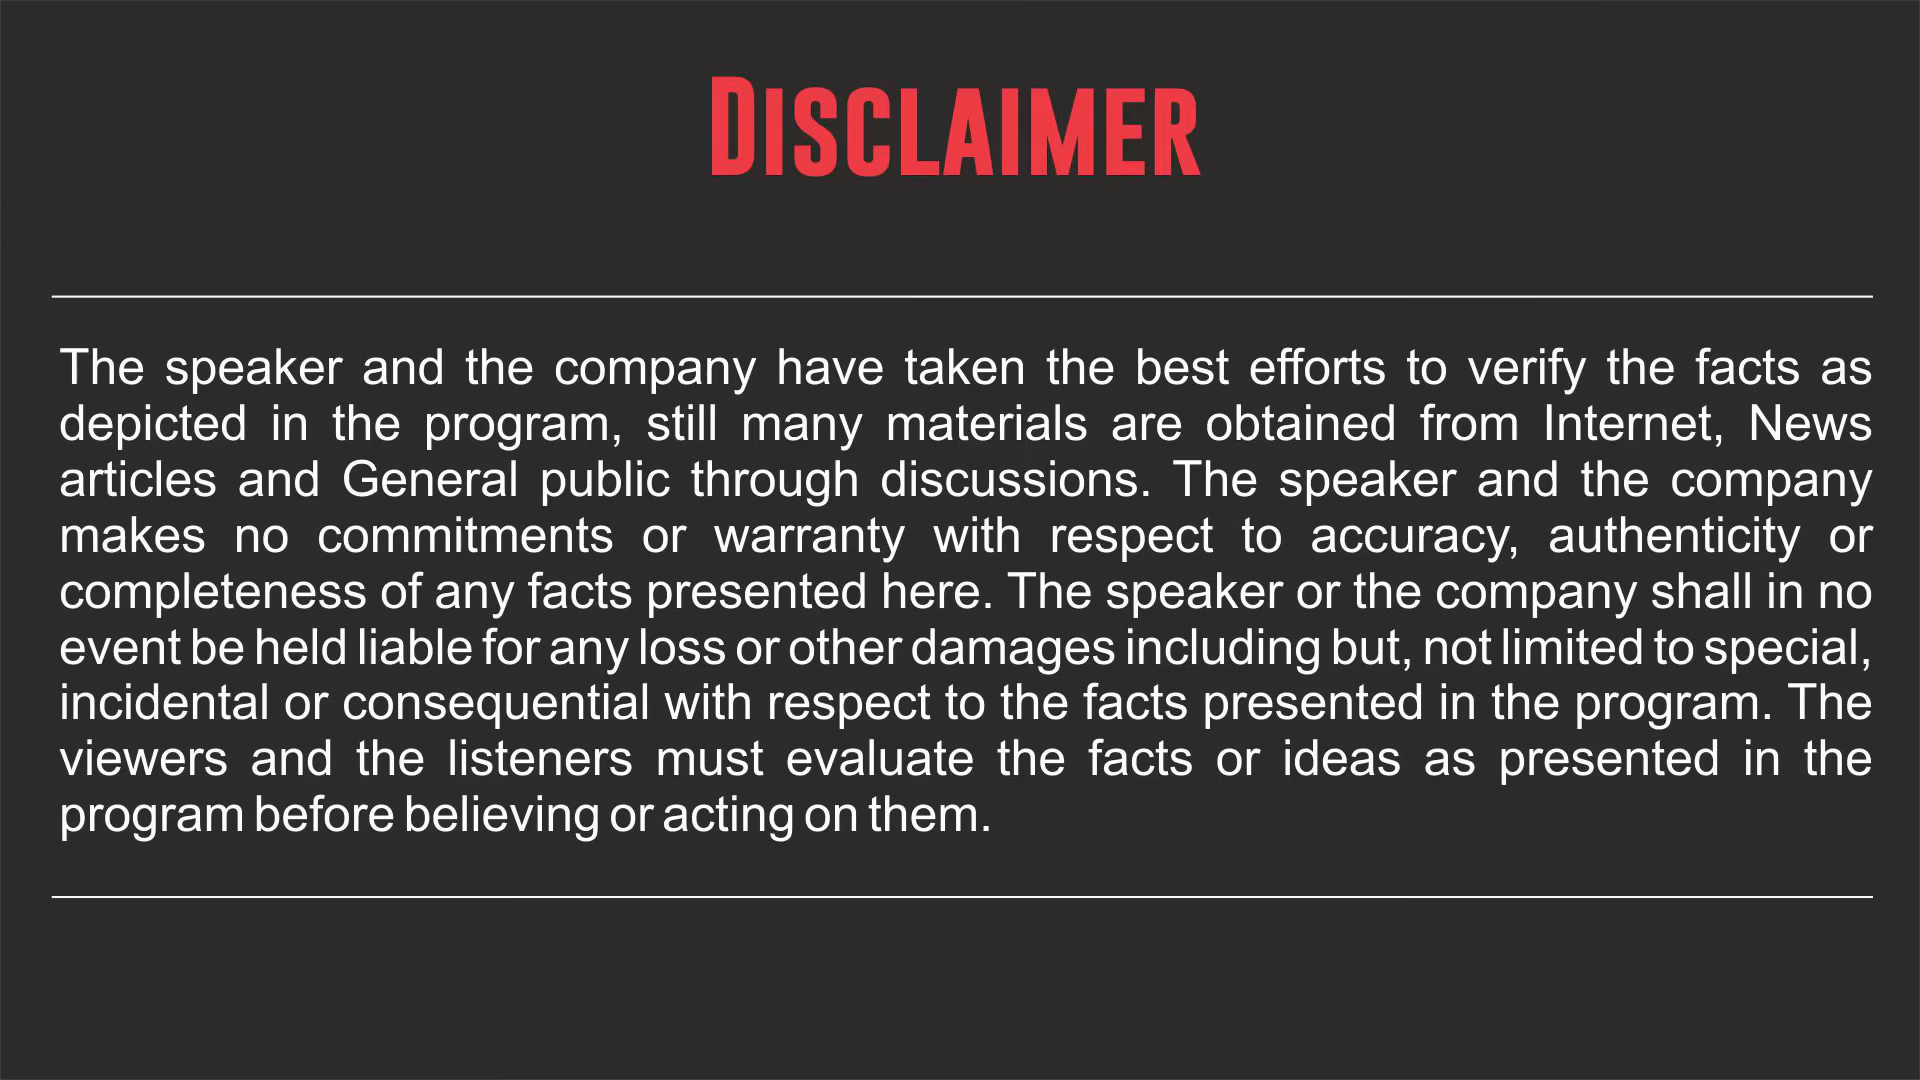 DISCLAIMER
The speaker and the company have taken the best efforts to verify the facts as
depicted in the program, still many materials are obtained from Internet, News
articles and General public through discussions. The speaker and the company
makes no commitments or warranty with respect to accuracy, authenticity or
completeness of any facts presented here. The speaker or the company shall in no
event be held liable for any loss or other damages including but, not limited to special,
incidental or consequential with respect to the facts presented in the program. The
viewers and the listeners must evaluate the facts or ideas as presented in the
program before believing or acting on them.